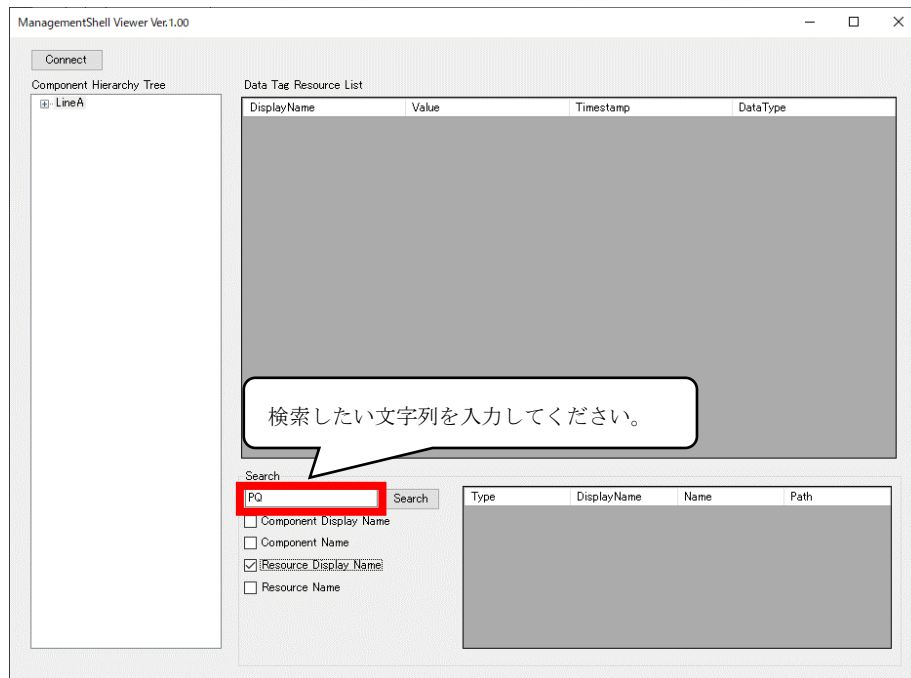 ManagementShell Viewer Ver.1.00
Connect
Component Hierarchy Tree
Data Tag Resource List
LineA
DisplayName Value Timestamp DataType
検索したい文字列を入力してください。
Search
PQ Search
Type DisplayName Name Path
Component Display Name
Component Name
Resource Display Name
Resource Name